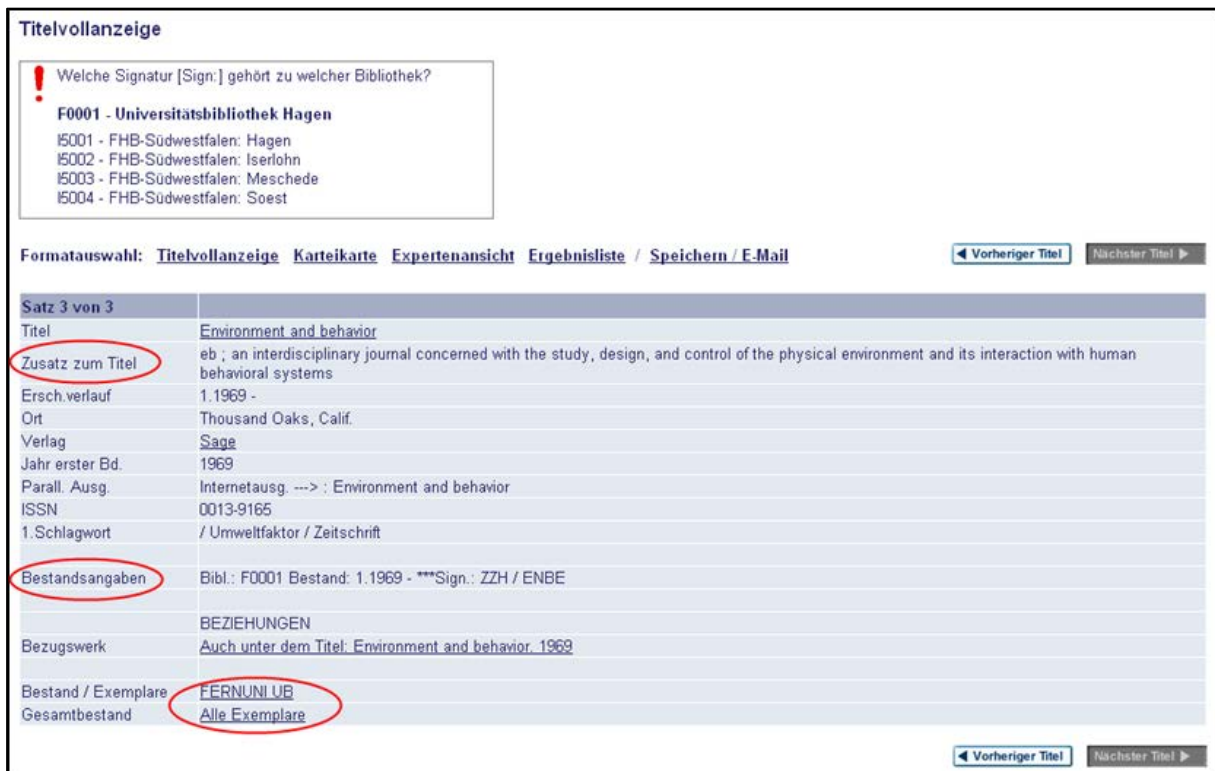 Titelvollanzeige
Welche Signatur [Sign:] gehört zu welcher Bibliothek?
F0001 - Universitätsbibliothek Hagen
I5001 - FHB-Südwestfalen: Hagen
I5002 - FHB-Südwestfalen: Iserlohn
I5003 - FHB-Südwestfalen: Meschede
I5004 - FHB-Südwestfalen: Soest
Formatauswahl: Titelvollanzeige Karteikarte Expertenansicht Ergebnisliste / Speichern / E-Mail Vorheriger Titel Nächster Titel
Satz 3 von 3
Titel Environment and behavior
Zusatz zum Titel eb ; an interdisciplinary journal concerned with the study, design, and control of the physical environment and its interaction with human
behavioral systems
Ersch.verlauf 1.1969 -
Ort Thousand Oaks, Calif.
Verlag Sage
Jahr erster Bd. 1969
Parall. Ausg. Internetausg. ---> : Environment and behavior
ISSN 0013-9165
1.Schlagwort / Umweltfaktor / Zeitschrift
Bestandsangaben Bibl.: F0001 Bestand: 1.1969 - ***Sign.: ZZH / ENBE
BEZIEHUNGEN
Bezugswerk Auch unter dem Titel: Environment and behavior. 1969
Bestand / Exemplare FERNUNI UB
Gesamtbestand Alle Exemplare
Vorheriger Titel Nächster Titel